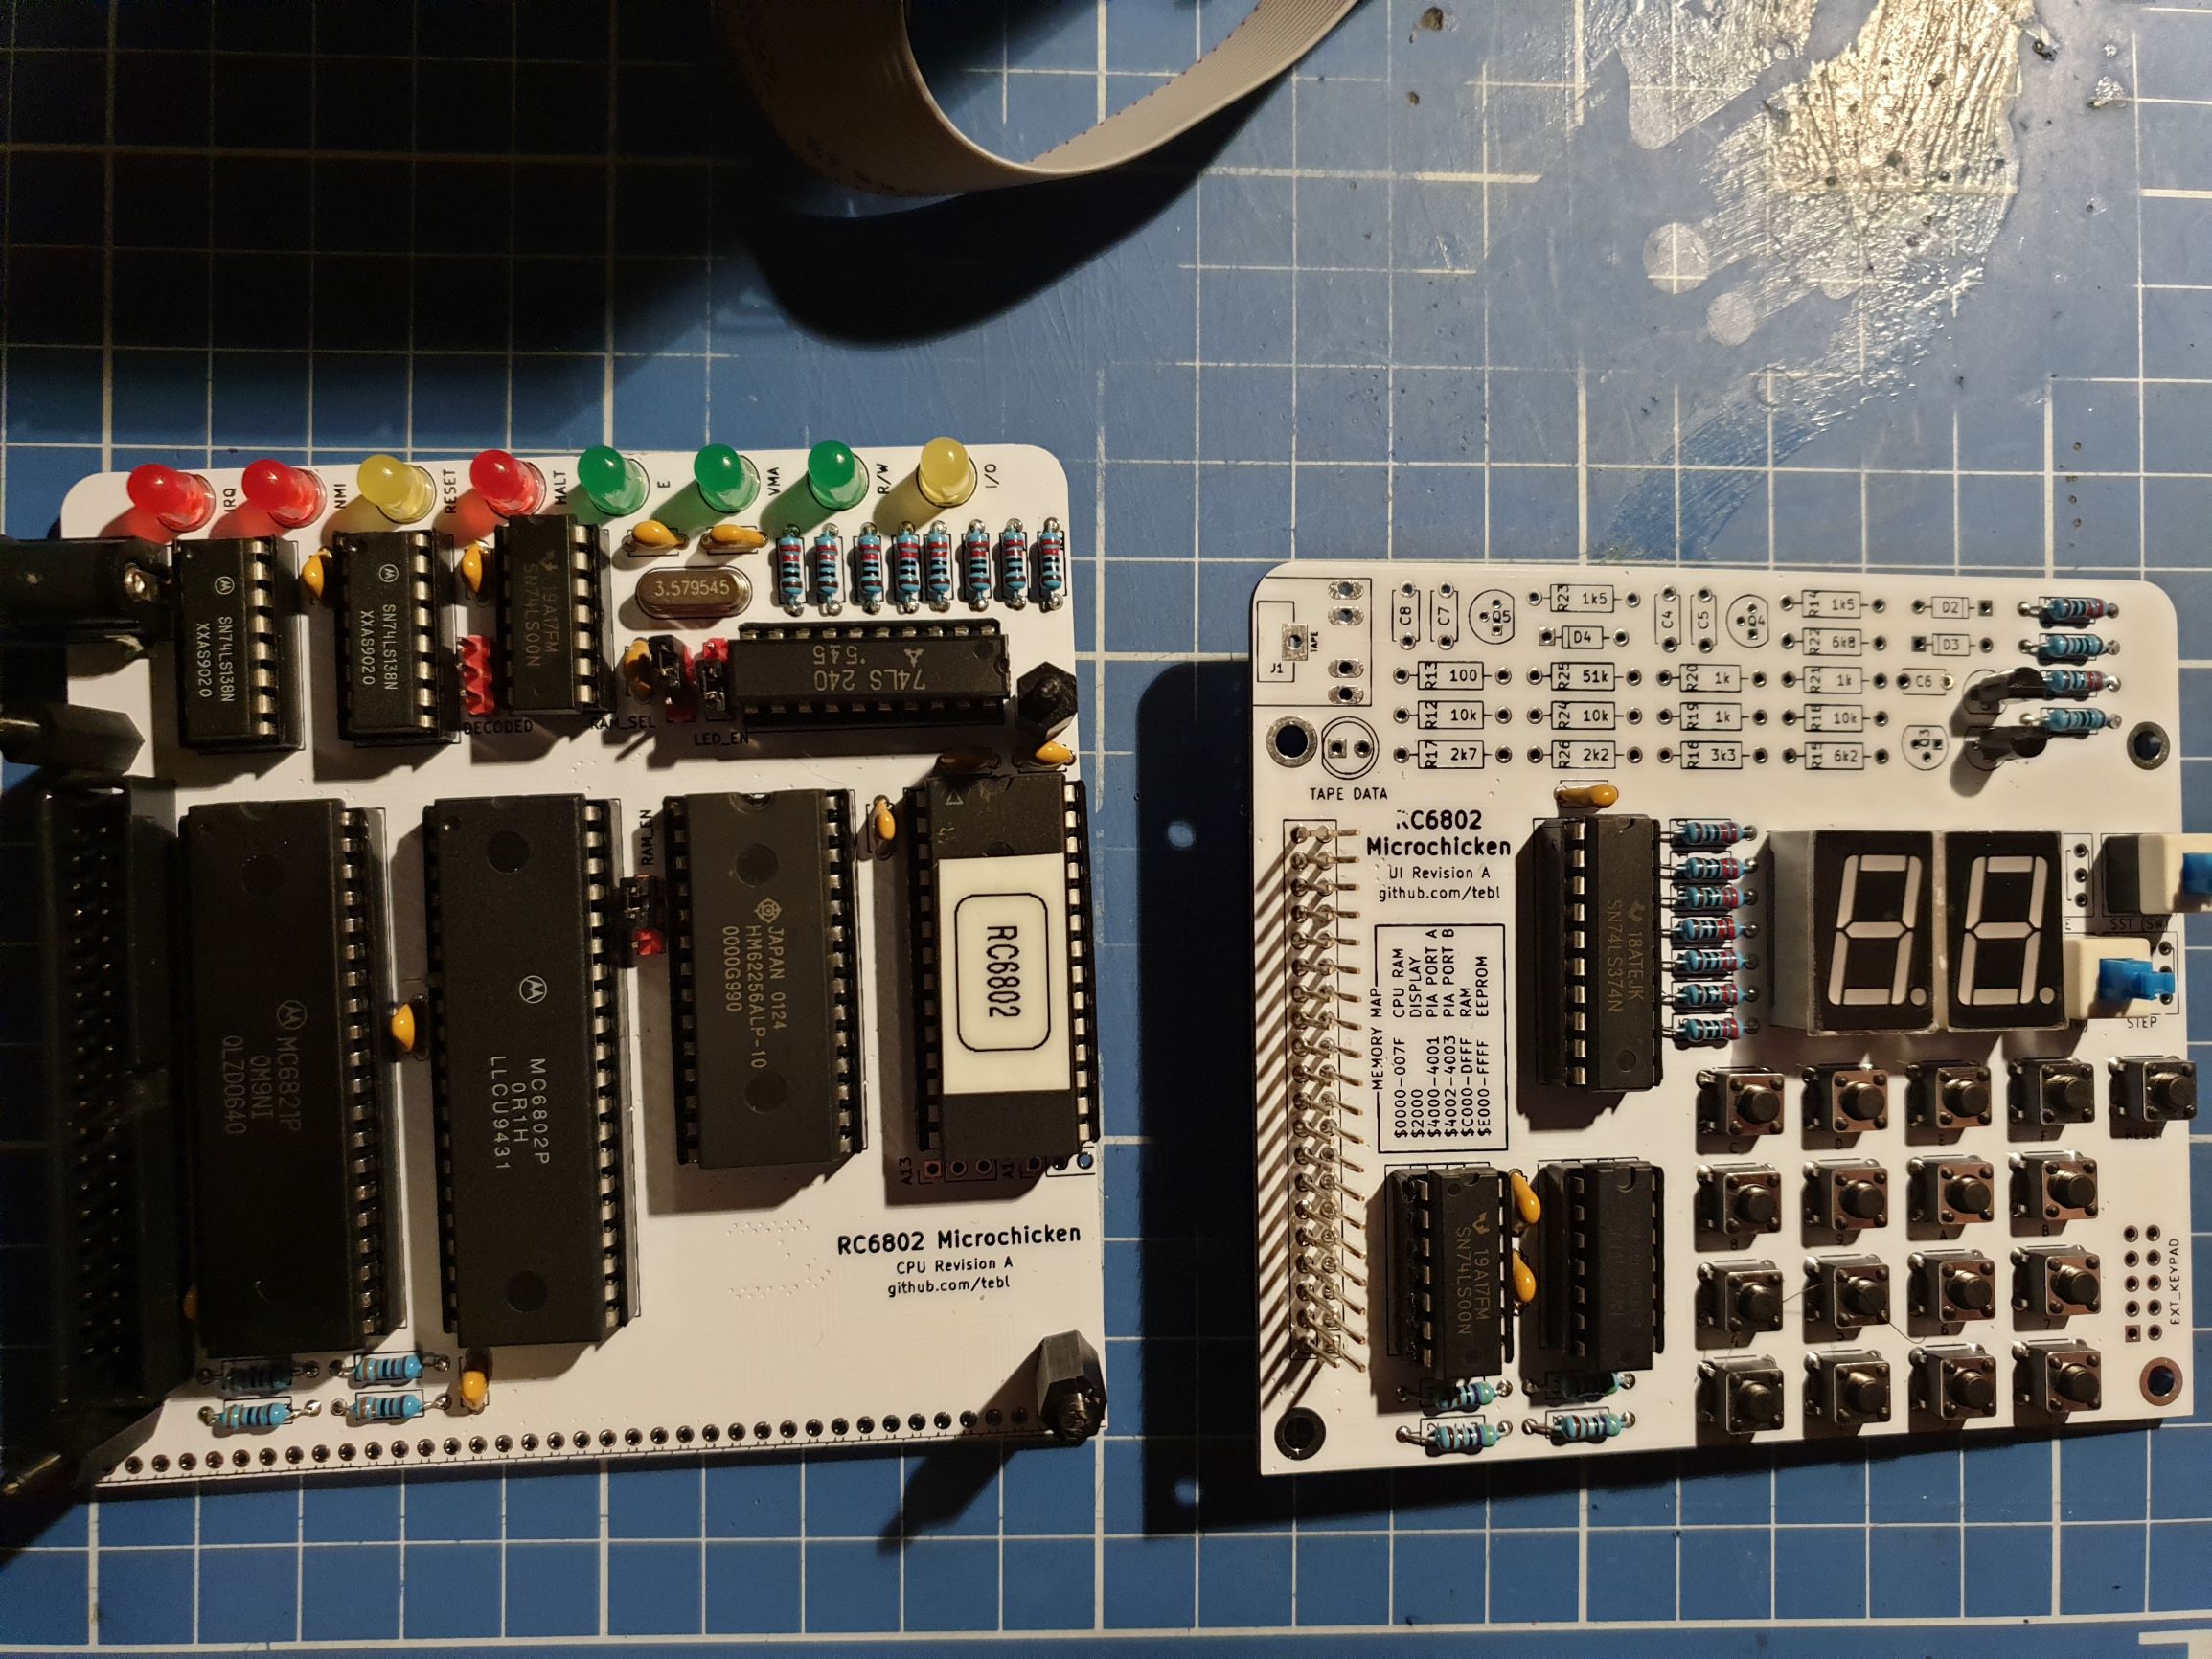 IRQ
NMI
RESET
HALT
E
VMA
R/W
I/O
SN74LS138N
XXAS9020
SN74LS138N
XXAS9020
19A17FM
SN74LS00N
3.579545
74LS 240
545
DECODED
RAM_SEL
LED_EN
MC6821P
0M9NI
QLZD0640
MC6802P
0R1H
LLCU9431
RAM_EN
JAPAN 0124
HM62256ALP-10
0000G990
RC6802
A13
RC6802 Microchicken
CPU Revision A
github.com/tebl
J1
TAPE
C8
C7
R23
1k5
D4
C4
C5
R14
1k5
R22
6k8
D2
D3
R13
100
R25
51k
R20
1k
R21
1k
C6
R12
10k
R24
10k
R19
1k
R18
10k
R17
2k7
R26
2k2
R16
3k3
R15
6k2
TAPE DATA
RC6802
Microchicken
UI Revision A
github.com/tebl
MEMORY MAP
$0000-007F CPU RAM
$2000 DISPLAY
$4000-4001 PIA PORT A
$4002-4003 PIA PORT B
$C000-DFFF RAM
$E000-FFFF EEPROM
18ATEJK
SN74LS374N
19A17FM
SN74LS00N
SST (SW)
STEP
EXT_KEYPAD